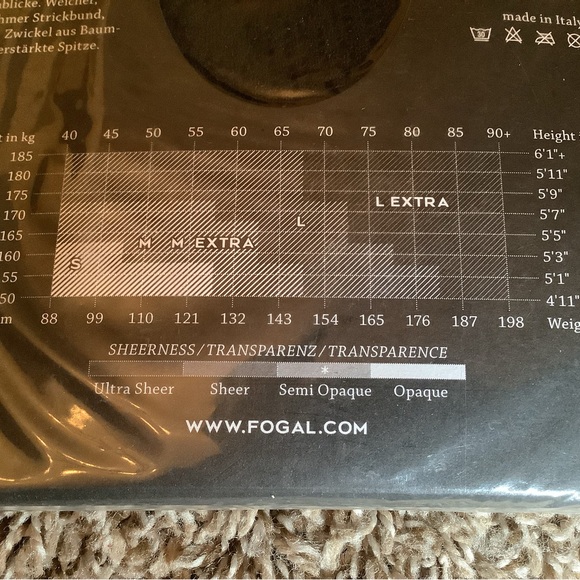 Weicher,
hmer Strickbund,
Zwickel aus Baum-
erstärkte Spitze.
made in Italy
30
t in kg 40 45 50 55 60 65 70 75 80 85 90+ Height
185 6'1"+
180 5'11"
175 5'9"
L EXTRA
170 5'7"
L
165 5'5"
M M EXTRA
160 5'3"
S
155 5'1"
150 4'11"
m 88 99 110 121 132 143 154 165 176 187 198 Weig
SHEERNESS / TRANSPARENZ / TRANSPARENCE
*
Ultra Sheer Sheer Semi Opaque Opaque
WWW.FOGAL.COM